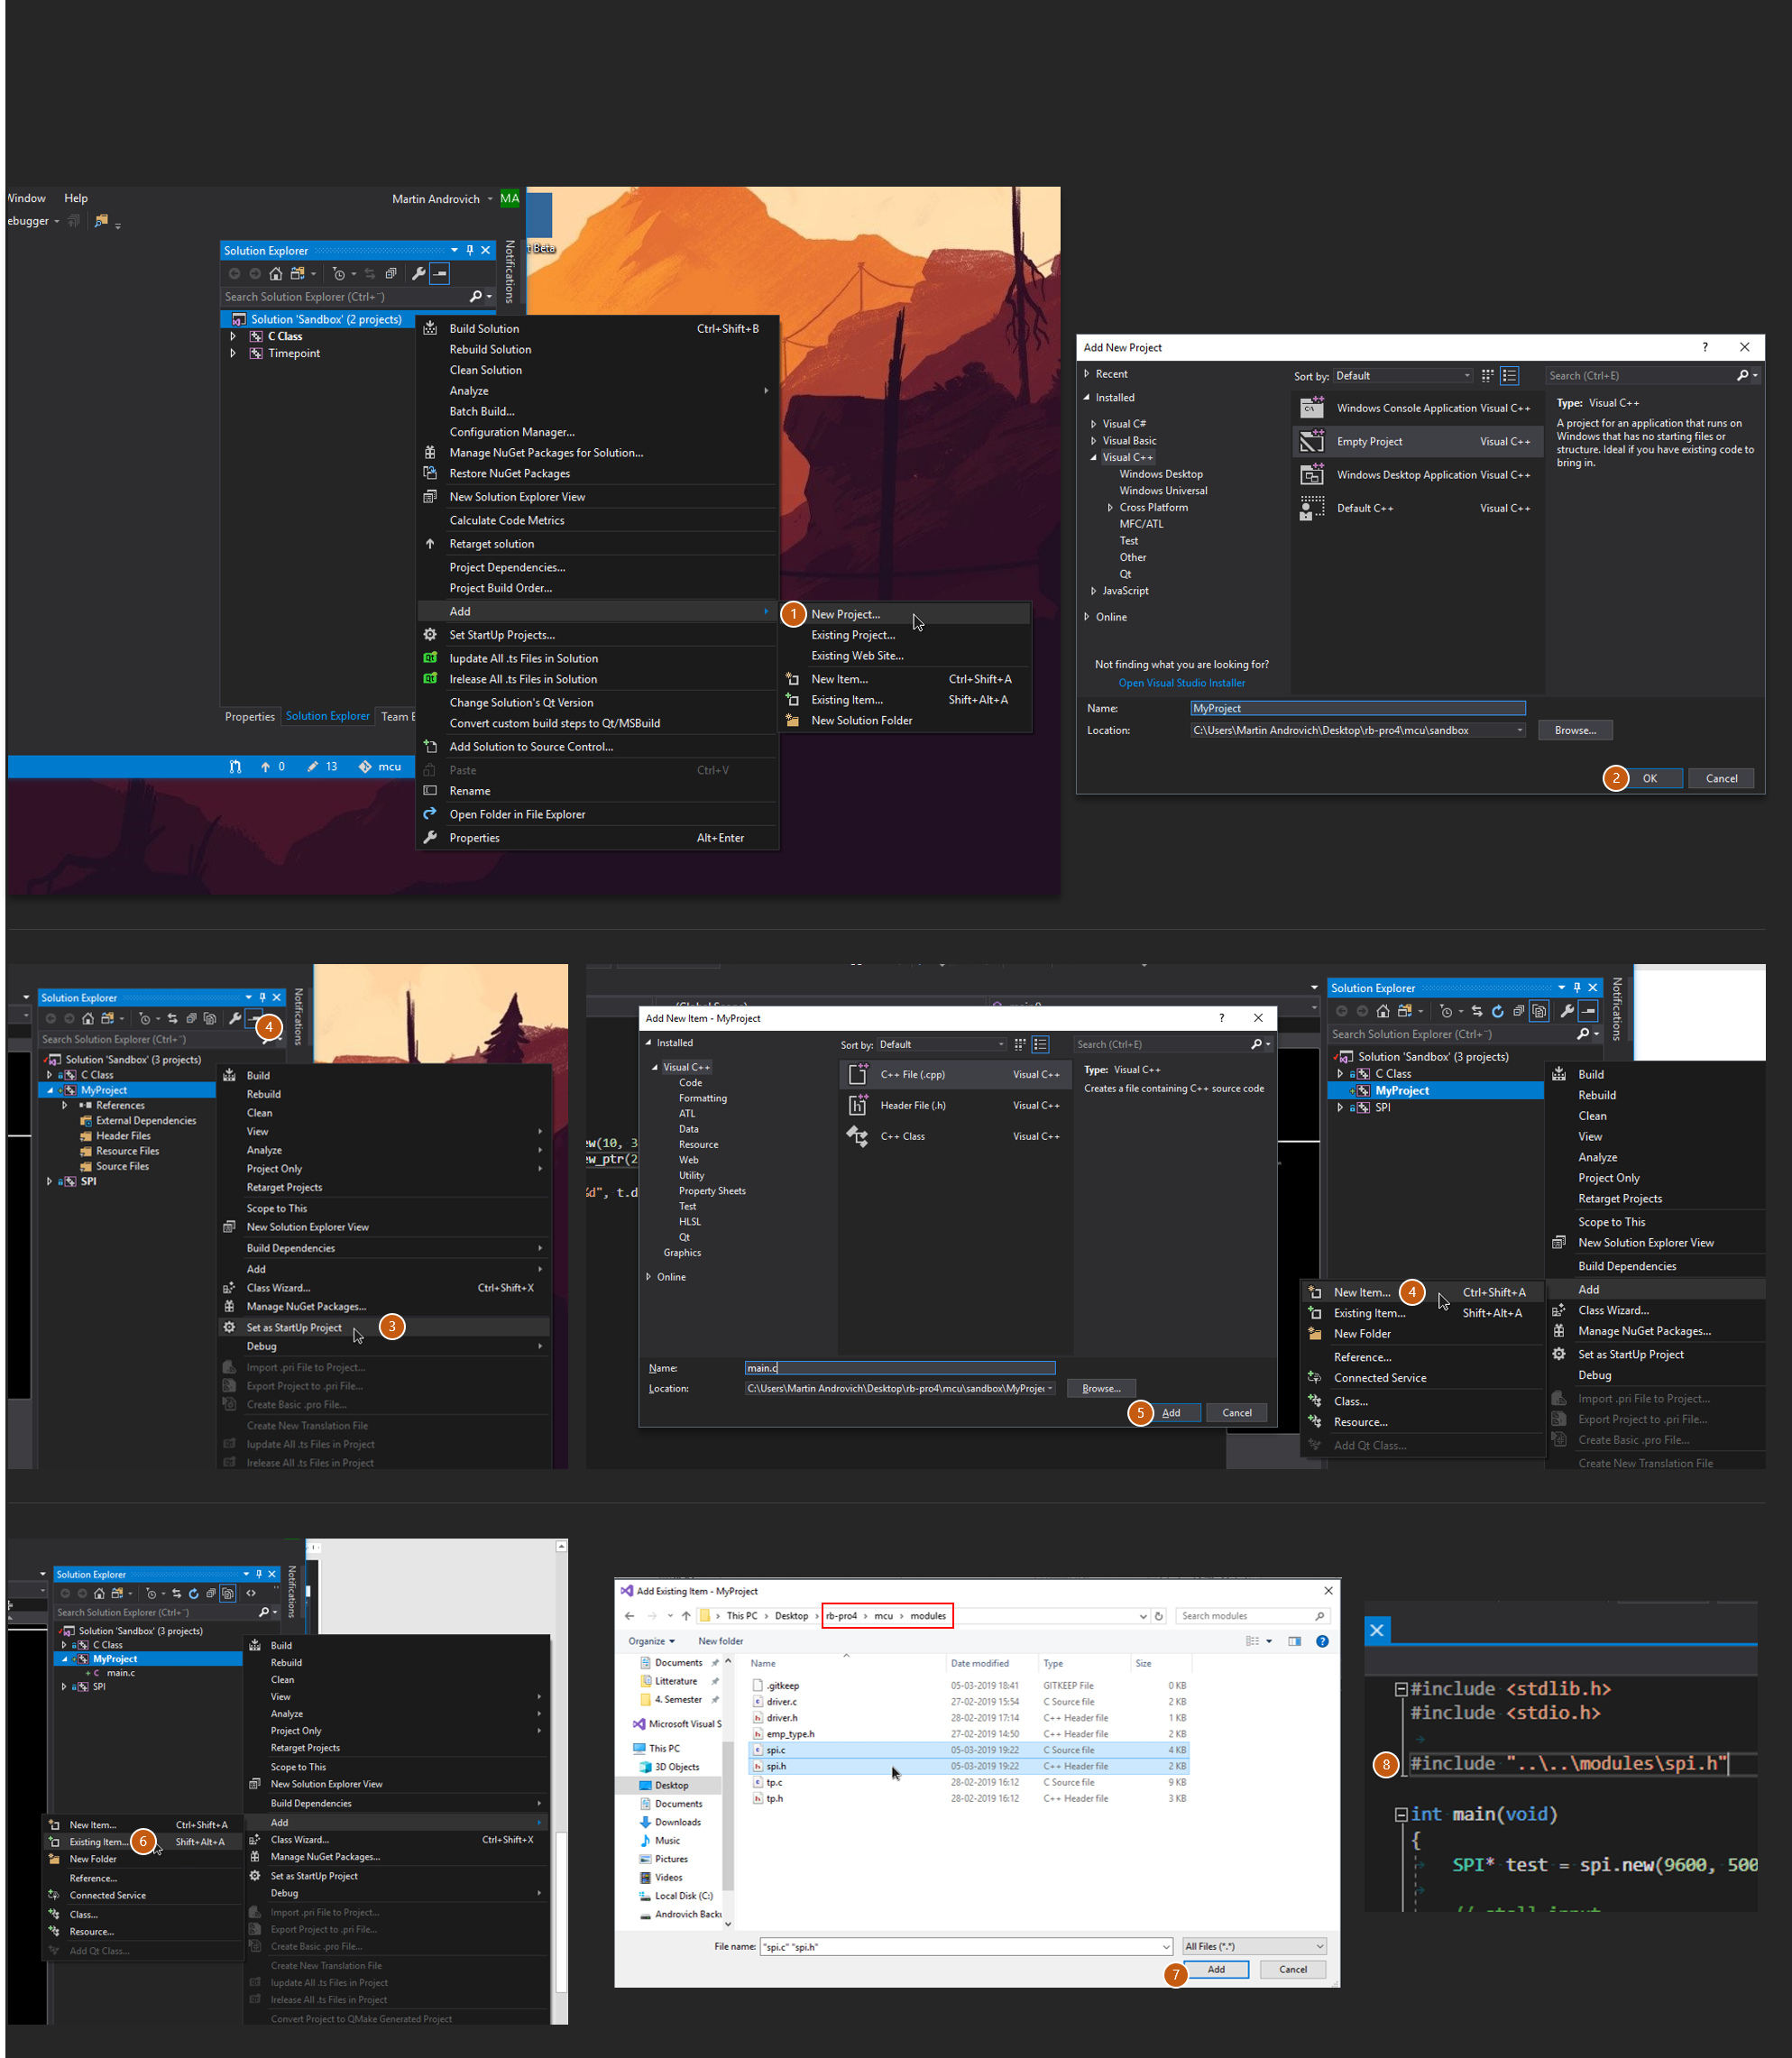 Window Help
Martin Androvich MA
ebugger
t Beta
Solution Explorer
Notifications
Search Solution Explorer (Ctrl+¨)
Solution 'Sandbox' (2 projects)
C Class
Timepoint
Properties Solution Explorer Team E
0 13 mcu
Build Solution Ctrl+Shift+B
Rebuild Solution
Clean Solution
Analyze
Batch Build...
Configuration Manager...
Manage NuGet Packages for Solution...
Restore NuGet Packages
New Solution Explorer View
Calculate Code Metrics
Retarget solution
Project Dependencies...
Project Build Order...
Add
Set StartUp Projects...
lupdate All .ts Files in Solution
lrelease All .ts Files in Solution
Change Solution's Qt Version
Convert custom build steps to Qt/MSBuild
Add Solution to Source Control...
Paste Ctrl+V
Rename
Open Folder in File Explorer
Properties Alt+Enter
1 New Project...
Existing Project...
Existing Web Site...
New Item... Ctrl+Shift+A
Existing Item... Shift+Alt+A
New Solution Folder
Add New Project ?
Recent
Sort by: Default
Search (Ctrl+E)
Installed
Visual C#
Visual Basic
Visual C++
Windows Desktop
Windows Universal
Cross Platform
MFC/ATL
Test
Other
Qt
JavaScript
Online
Not finding what you are looking for?
Open Visual Studio Installer
Windows Console Application Visual C++
Empty Project Visual C++
Windows Desktop Application Visual C++
Default C++ Visual C++
Type: Visual C++
A project for an application that runs on
Windows that has no starting files or
structure. Ideal if you have existing code to
bring in.
Name: MyProject
Location: C:\Users\Martin Androvich\Desktop\rb-pro4\mcu\sandbox Browse...
2 OK Cancel
Solution Explorer
Notifications
4
Search Solution Explorer (Ctrl+¨)
Solution 'Sandbox' (3 projects)
C Class
MyProject
References
External Dependencies
Header Files
Resource Files
Source Files
SPI
Build
Rebuild
Clean
View
Analyze
Project Only
Retarget Projects
Scope to This
New Solution Explorer View
Build Dependencies
Add
Class Wizard... Ctrl+Shift+X
Manage NuGet Packages...
Set as StartUp Project 3
Debug
Import .pri File to Project...
Export Project to .pri File...
Create Basic .pro File...
Create New Translation File
lupdate All .ts Files in Project
lrelease All .ts Files in Project
ew(10, 3
ew_ptr(2
%d", t.d
Add New Item - MyProject ?
Installed
Sort by: Default
Search (Ctrl+E)
Visual C++
Code
Formatting
ATL
Data
Resource
Web
Utility
Property Sheets
Test
HLSL
Qt
Graphics
Online
C++ File (.cpp) Visual C++
Header File (.h) Visual C++
C++ Class Visual C++
Type: Visual C++
Creates a file containing C++ source code
Name: main.c
Location: C:\Users\Martin Androvich\Desktop\rb-pro4\mcu\sandbox\MyProjec Browse...
5 Add Cancel
Solution Explorer
Notifications
Search Solution Explorer (Ctrl+¨)
Solution 'Sandbox' (3 projects)
C Class
MyProject
SPI
Build
Rebuild
Clean
View
Analyze
Project Only
Retarget Projects
Scope to This
New Solution Explorer View
Build Dependencies
Add
Class Wizard...
Manage NuGet Packages...
Set as StartUp Project
Debug
Import .pri File to Project...
Export Project to .pri File...
Create Basic .pro File...
Create New Translation File
New Item... 4 Ctrl+Shift+A
Existing Item... Shift+Alt+A
New Folder
Reference...
Connected Service
Class...
Resource...
Add Qt Class...
Solution Explorer
Notifications
Search Solution Explorer (Ctrl+¨)
Solution 'Sandbox' (3 projects)
C Class
MyProject
main.c
SPI
Build
Rebuild
Clean
View
Analyze
Project Only
Retarget Projects
Scope to This
New Solution Explorer View
Build Dependencies
Add
Class Wizard... Ctrl+Shift+X
Manage NuGet Packages...
Set as StartUp Project
Debug
Import .pri File to Project...
Export Project to .pri File...
Create Basic .pro File...
Create New Translation File
lupdate All .ts Files in Project
lrelease All .ts Files in Project
Convert Project to QMake Generated Project
New Item... Ctrl+Shift+A
Existing Item... 6 Shift+Alt+A
New Folder
Reference...
Connected Service
Class...
Resource...
Add Qt Class...
Add Existing Item - MyProject
This PC > Desktop > rb-pro4 > mcu > modules
Search modules
Organize New folder
Documents
Litterature
4. Semester
Microsoft Visual S
This PC
3D Objects
Desktop
Documents
Downloads
Music
Pictures
Videos
Local Disk (C:)
Androvich Backu
Name Date modified Type Size
.gitkeep 05-03-2019 18:41 GITKEEP File 0 KB
driver.c 27-02-2019 15:54 C Source file 2 KB
driver.h 28-02-2019 17:14 C++ Header file 1 KB
emp_type.h 27-02-2019 14:50 C++ Header file 2 KB
spi.c 05-03-2019 19:22 C Source file 4 KB
spi.h 05-03-2019 19:22 C++ Header file 2 KB
tp.c 28-02-2019 16:12 C Source file 9 KB
tp.h 28-02-2019 16:12 C++ Header file 3 KB
File name: "spi.c" "spi.h" All Files (*.*)
7 Add Cancel
#include <stdlib.h>
#include <stdio.h>
8 #include "..\..\modules\spi.h"
int main(void)
{
SPI* test = spi.new(9600, 500